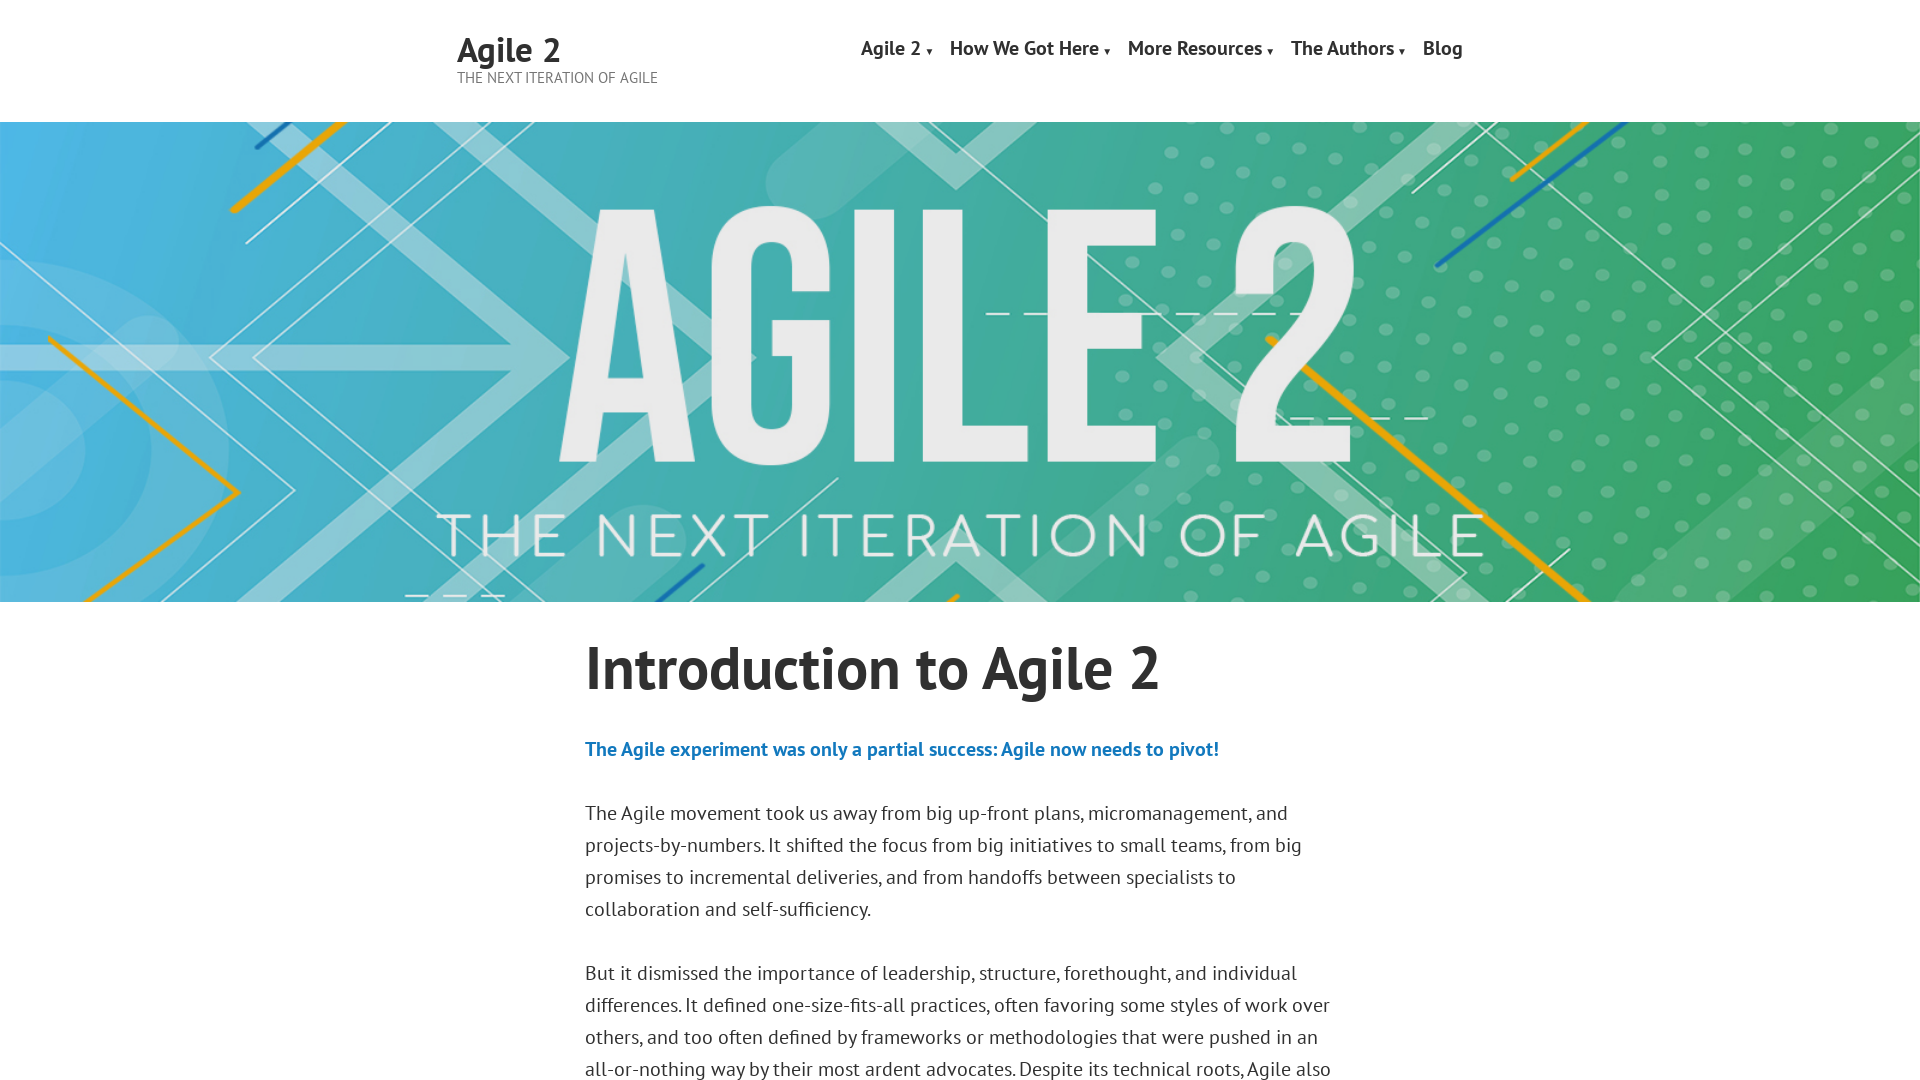 Agile 2
THE NEXT ITERATION OF AGILE
Agile 2 ▾ How We Got Here ▾ More Resources ▾ The Authors ▾ Blog
AGILE 2
THE NEXT ITERATION OF AGILE
Introduction to Agile 2
The Agile experiment was only a partial success: Agile now needs to pivot!
The Agile movement took us away from big up-front plans, micromanagement, and
projects-by-numbers. It shifted the focus from big initiatives to small teams, from big
promises to incremental deliveries, and from handoffs between specialists to
collaboration and self-sufficiency.
But it dismissed the importance of leadership, structure, forethought, and individual
differences. It defined one-size-fits-all practices, often favoring some styles of work over
others, and too often defined by frameworks or methodologies that were pushed in an
all-or-nothing way by their most ardent advocates. Despite its technical roots, Agile also